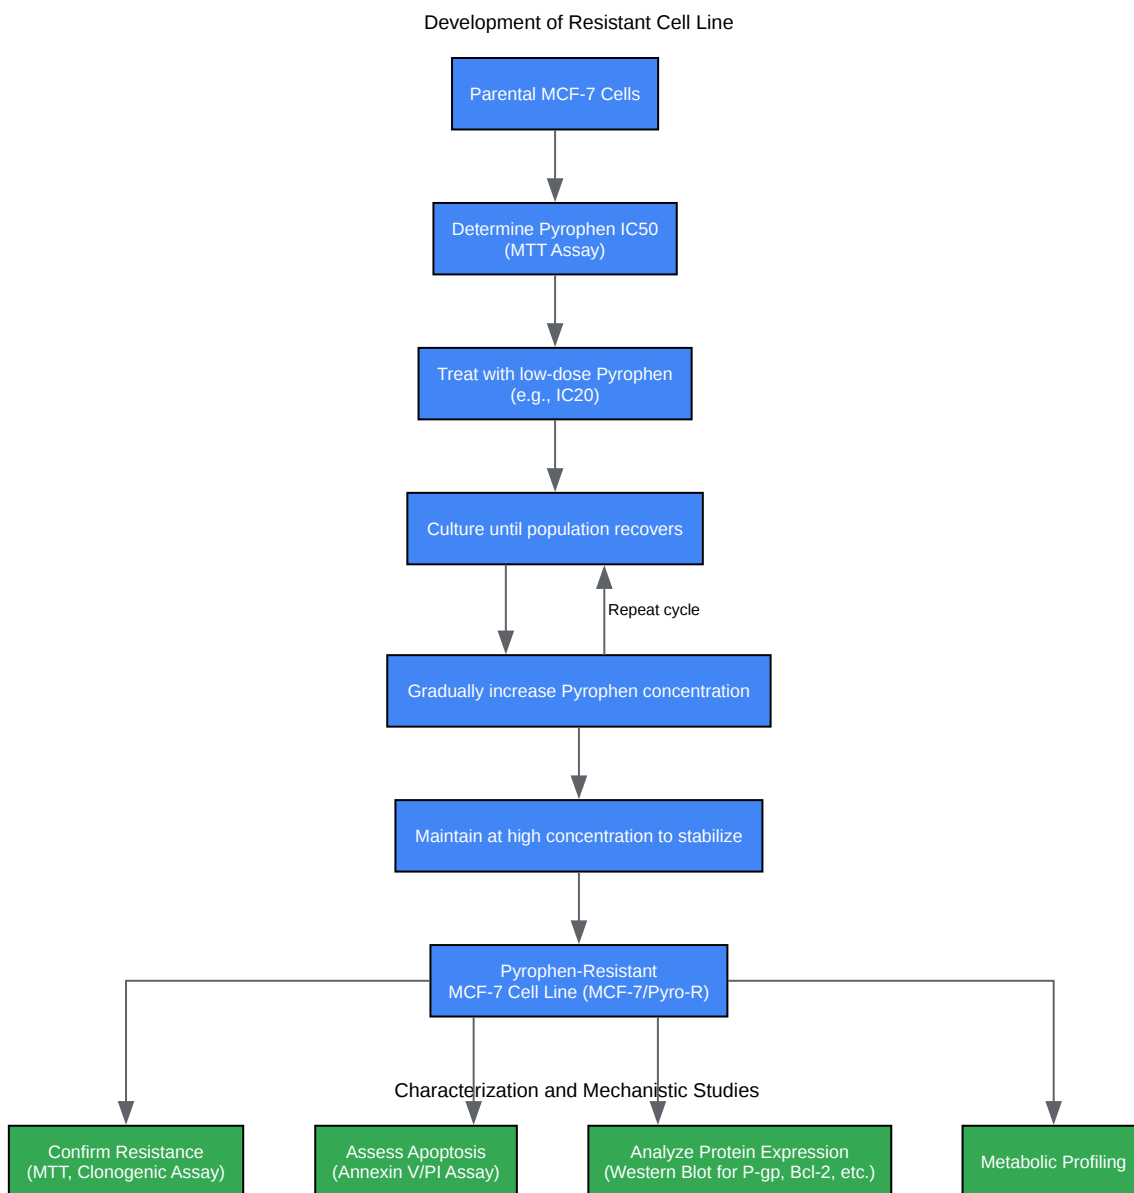 Development of Resistant Cell Line
Parental MCF-7 Cells
Determine Pyrophen IC50
(MTT Assay)
Treat with low-dose Pyrophen
(e.g., IC20)
Culture until population recovers
Repeat cycle
Gradually increase Pyrophen concentration
Maintain at high concentration to stabilize
Pyrophen-Resistant
MCF-7 Cell Line (MCF-7/Pyro-R)
Characterization and Mechanistic Studies
Confirm Resistance
(MTT, Clonogenic Assay)
Assess Apoptosis
(Annexin V/PI Assay)
Analyze Protein Expression
(Western Blot for P-gp, Bcl-2, etc.)
Metabolic Profiling